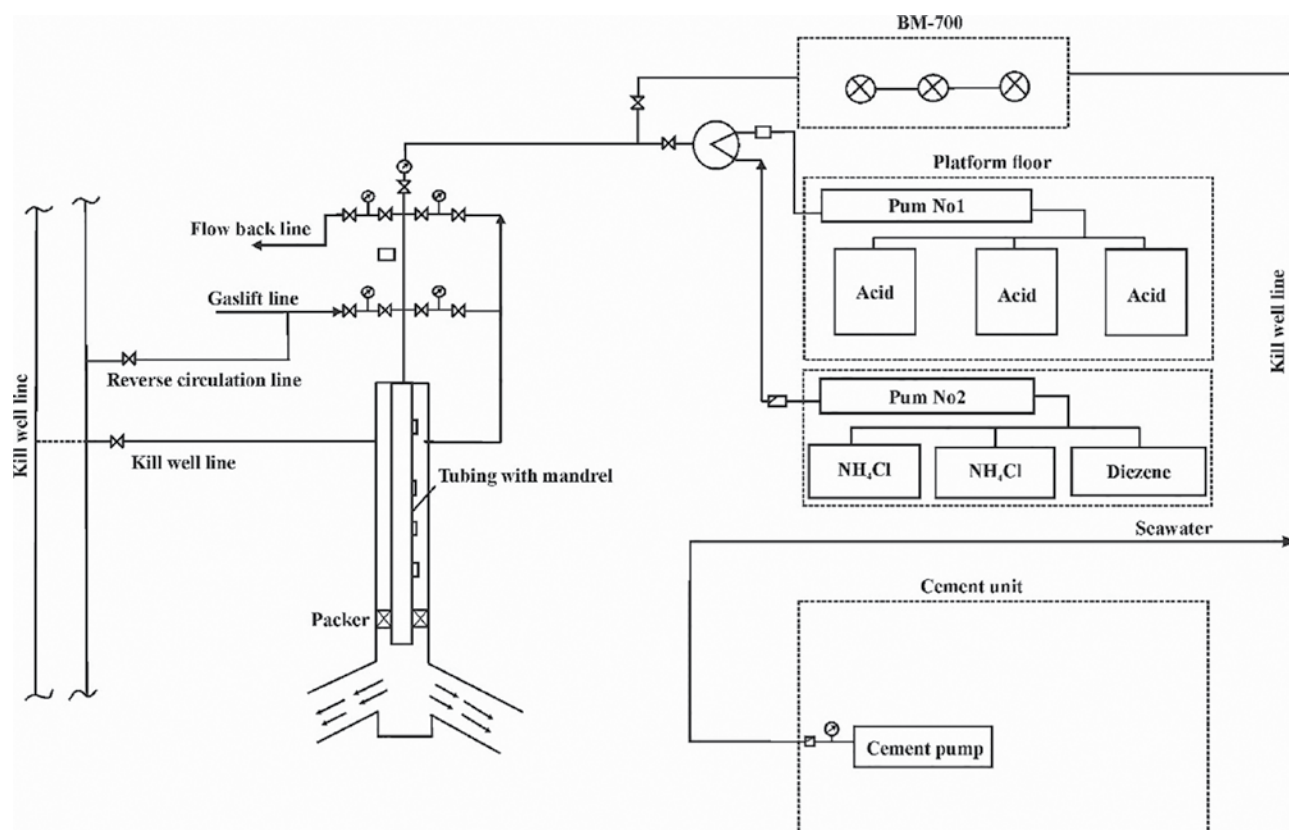 BM-700
Platform floor
Pum No1
Acid
Acid
Acid
Flow back line
Gaslift line
Reverse circulation line
Kill well line
Kill well line
Kill well line
Pum No2
NH₄Cl
NH₄Cl
Diezene
Tubing with mandrel
Seawater
Cement unit
Packer
Cement pump